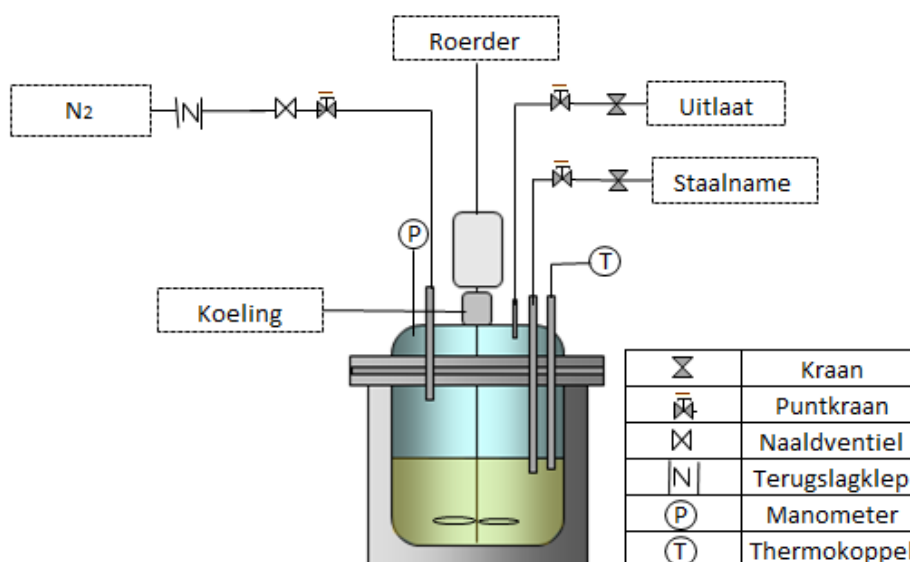 Roerder
N2
Uitlaat
Staalname
P
T
Koeling
Kraan
Puntkraan
Naaldventiel
N Terugslagklep
P Manometer
T Thermokoppel